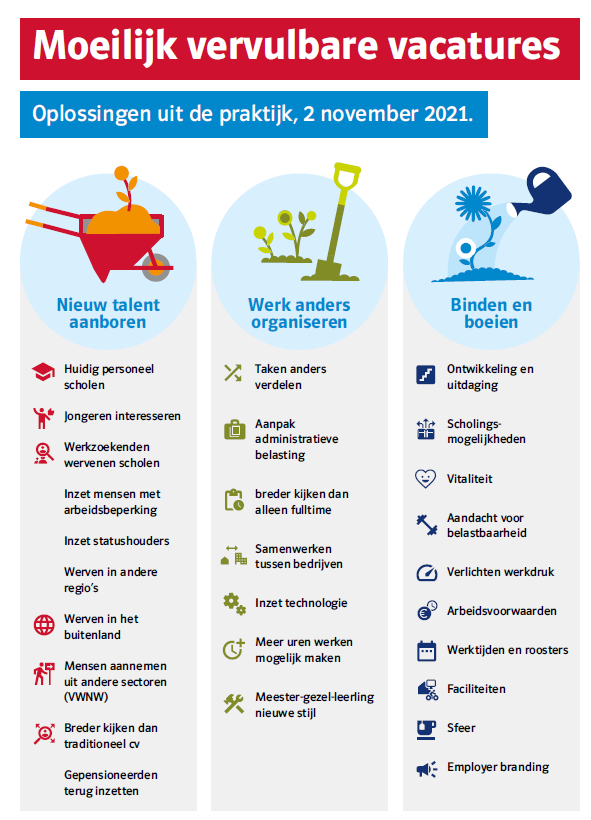 Moeilijk vervulbare vacatures
Oplossingen uit de praktijk, 2 november 2021.
Nieuw talent
aanboren
Huidig personeel
scholen
Jongeren interesseren
Werkzoekenden
wervenen scholen
Inzet mensen met
arbeidsbeperking
Inzet statushouders
Werven in andere
regio's
Werven in het
buitenland
Mensen aannemen
uit andere sectoren
(VWNW)
Breder kijken dan
traditioneel cv
Gepensioneerden
terug inzetten
Werk anders
organiseren
Taken anders
verdelen
Aanpak
administratieve
belasting
breder kijken dan
alleen fulltime
Samenwerken
tussen bedrijven
Inzet technologie
Meer uren werken
mogelijk maken
Meester-gezel-leerling
nieuwe stijl
Binden en
boeien
Ontwikkeling en
uitdaging
Scholings-
mogelijkheden
Vitaliteit
Aandacht voor
belastbaarheid
Verlichten werkdruk
Arbeidsvoorwaarden
Werktijden en roosters
Faciliteiten
Sfeer
Employer branding